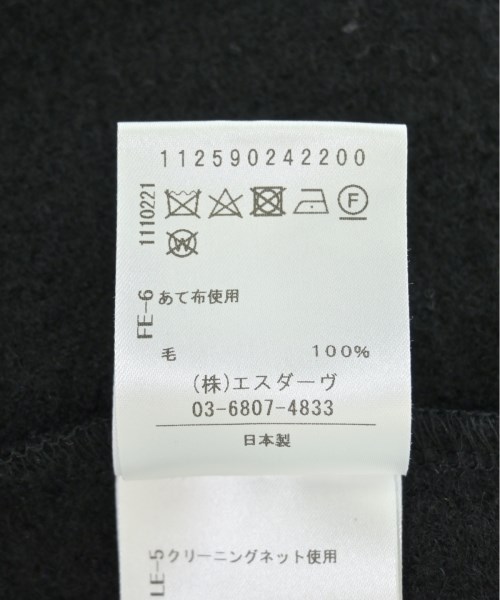 112590242200
1110221
F
W
FE-6
あて布使用
毛 100%
(株)エスダーヴ
03-6807-4833
日本製
LE-5
クリーニングネット使用